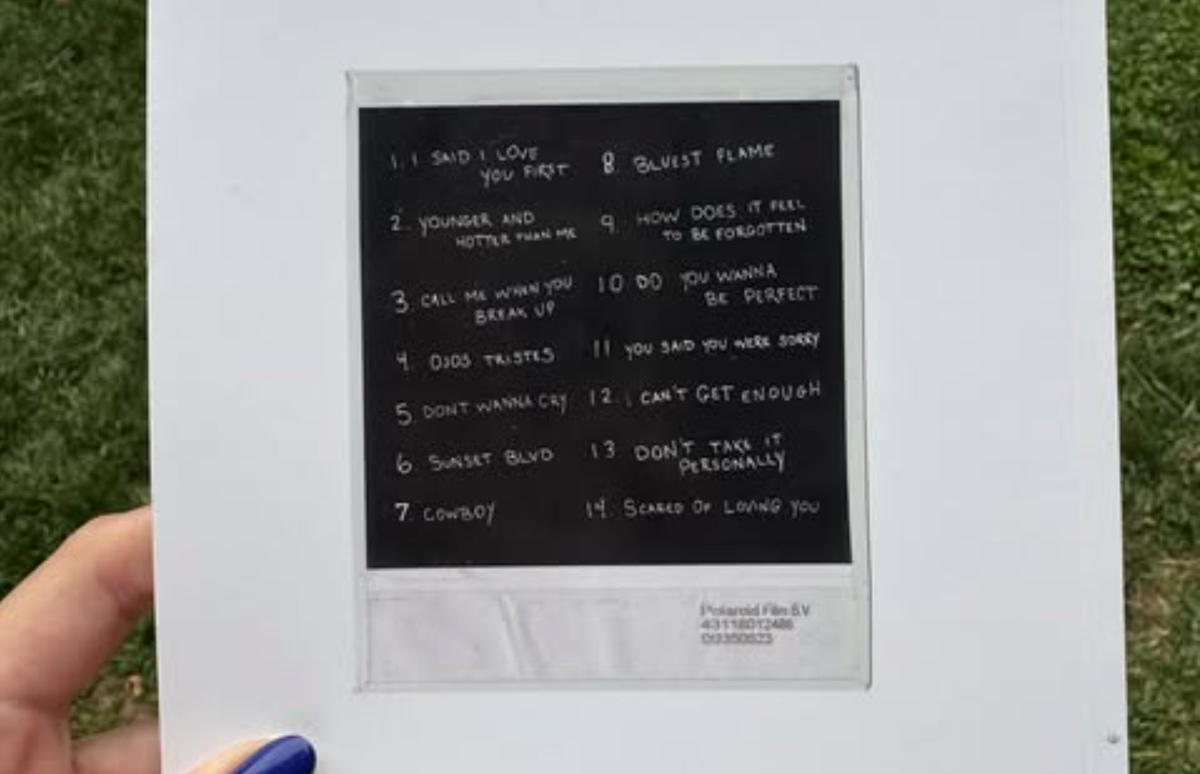 1. I SAID I LOVE
YOU FIRST
2. YOUNGER AND
HOTTER THAN ME
3. CALL ME WHEN YOU
BREAK UP
4. OJOS TRISTES
5 DONT WANNA CRY
6 SUNSET BLVD
7. COWBOY
8. BLUEST FLAME
9. HOW DOES IT FEEL
TO BE FORGOTTEN
10 DO YOU WANNA
BE PERFECT
11 YOU SAID YOU WERE SORRY
12. I CAN'T GET ENOUGH
13 DON'T TAKE IT
PERSONALLY
14. SCARED OF LOVING YOU
Polaroid Film B.V